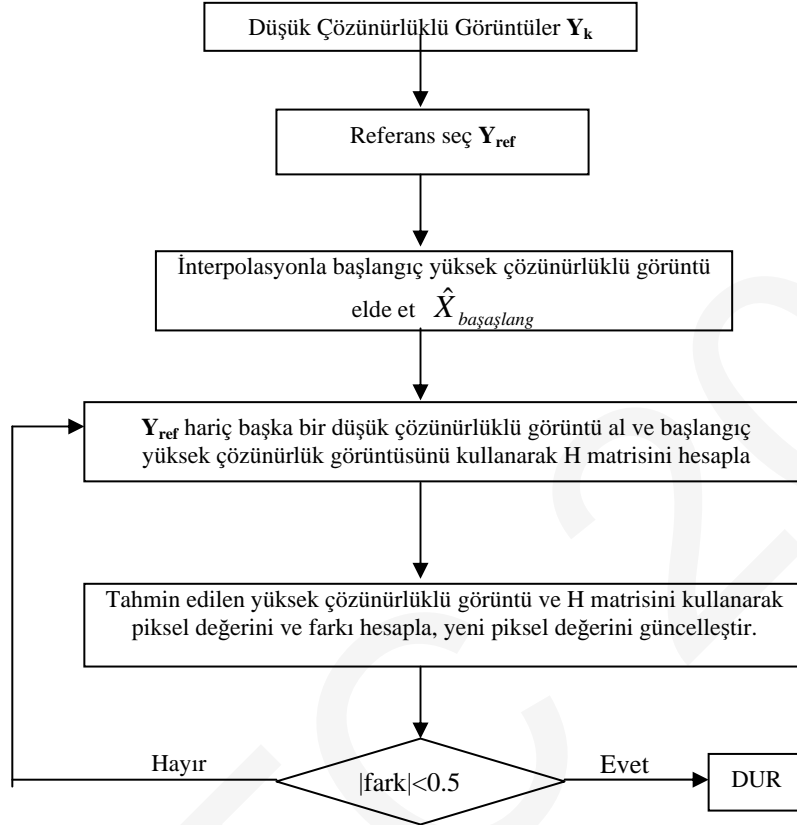 Düşük Çözünürlüklü Görüntüler Yk
Referans seç Yref
İnterpolasyonla başlangıç yüksek çözünürlüklü görüntü
elde et X̂başaşlang
Yref hariç başka bir düşük çözünürlüklü görüntü al ve başlangıç
yüksek çözünürlük görüntüsünü kullanarak H matrisini hesapla
Tahmin edilen yüksek çözünürlüklü görüntü ve H matrisini kullanarak
piksel değerini ve farkı hesapla, yeni piksel değerini güncelleştir.
Hayır
|fark|<0.5
Evet
DUR